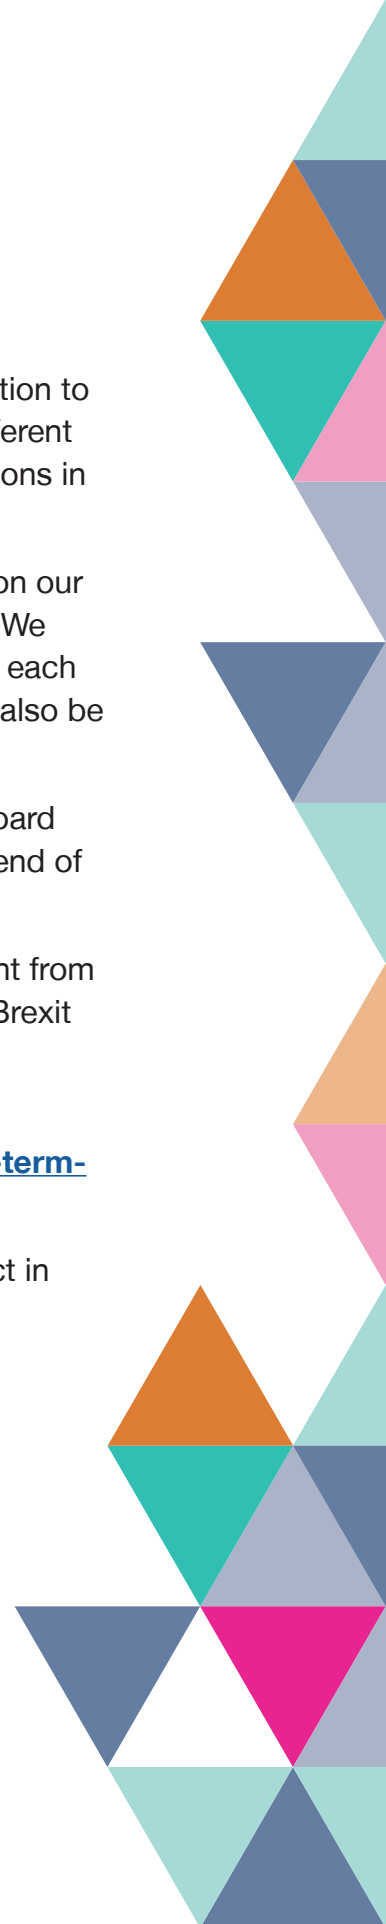 tion to
erent
ons in
on our
We
each
also be
oard
end of
nt from
Brexit
-term-
ct in